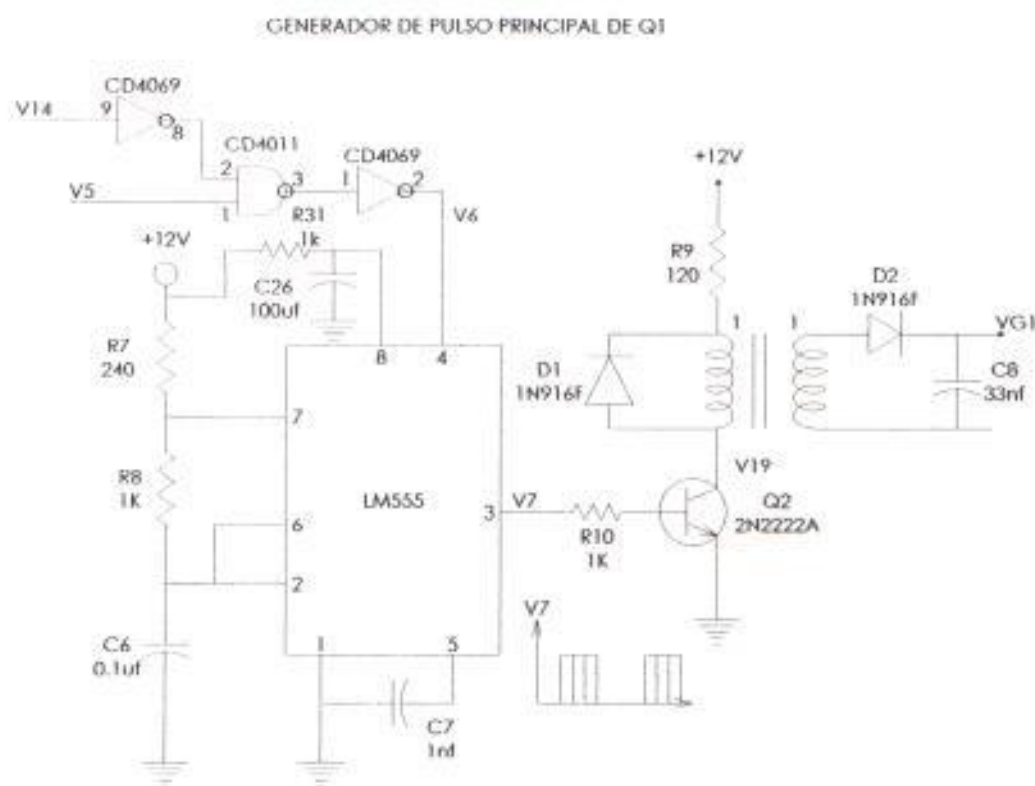 GENERADOR DE PULSO PRINCIPAL DE Q1
CD4069
V14
9
8
CD4011
2
3
1
V5
CD4069
1
2
V6
+12V
R31
1k
C26
100uf
R7
240
8
4
7
R8
1K
LM555
6
2
3
V7
R10
1K
1
5
C6
0.1uf
C7
1nf
+12V
R9
120
D1
1N916F
1
1
D2
1N916F
VG1
C8
33nf
V19
Q2
2N2222A
V7